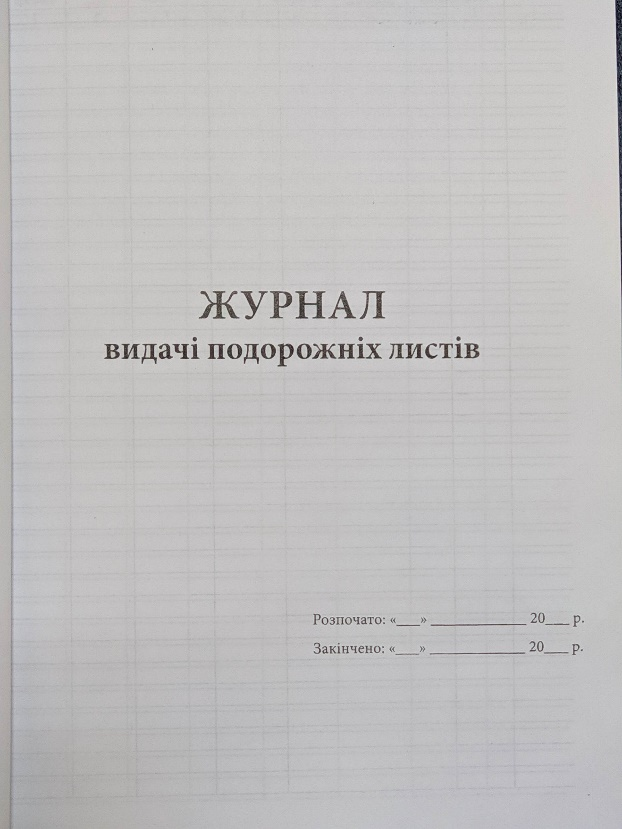 ЖУРНАЛ
видачі подорожніх листів
Розпочато: «___» ____________ 20___ р.
Закінчено: «___» ____________ 20___ р.